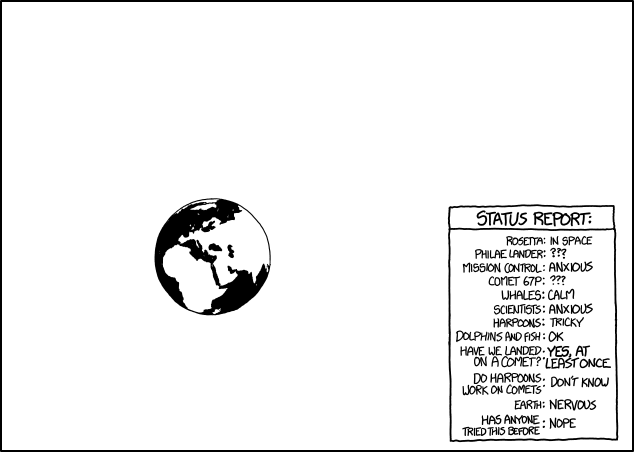 STATUS REPORT:
ROSETTA: IN SPACE
PHILAE LANDER: ???
MISSION CONTROL: ANXIOUS
COMET 67P: ???
WHALES: CALM
SCIENTISTS: ANXIOUS
HARPOONS: TRICKY
DOLPHINS AND FISH: OK
HAVE WE LANDED YES, AT
ON A COMET?: LEAST ONCE
DO HARPOONS
WORK ON COMETS: DON'T KNOW
EARTH: NERVOUS
HAS ANYONE
TRIED THIS BEFORE: NOPE